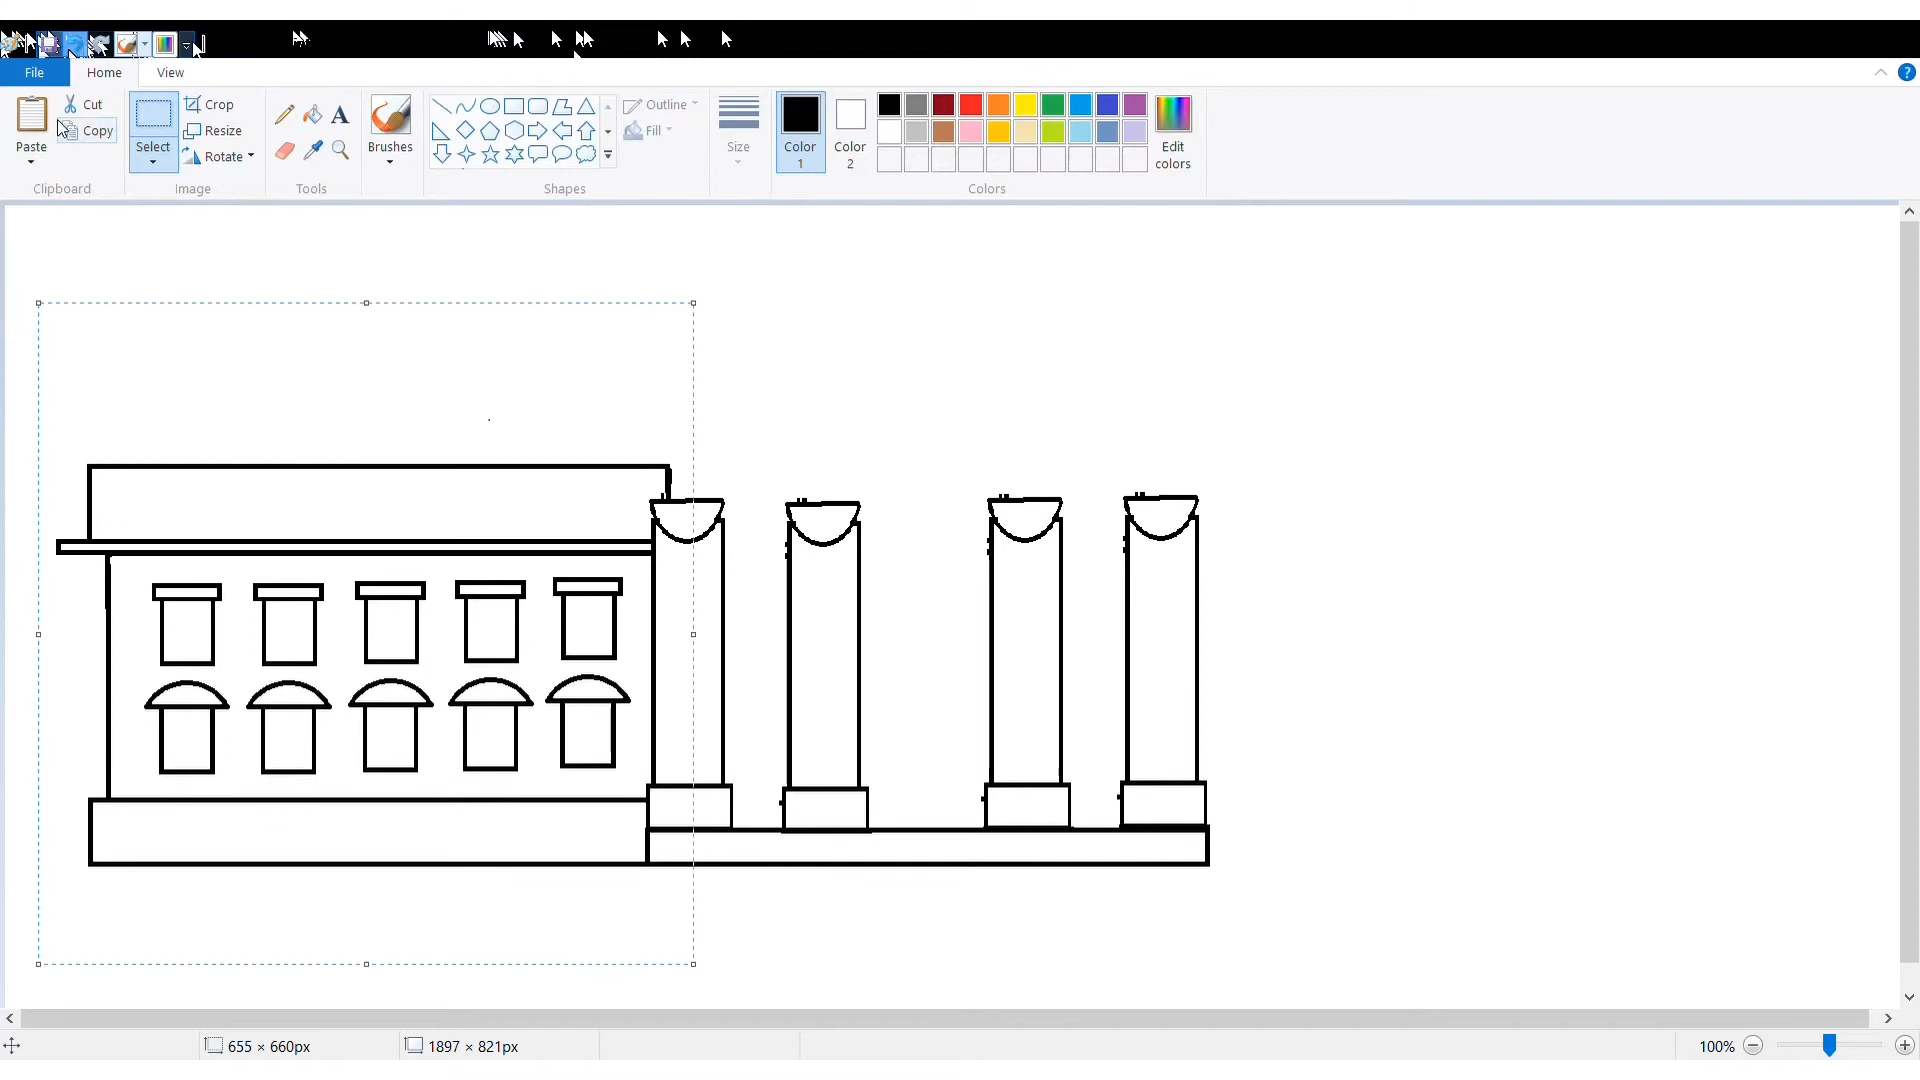 File Home View
Cut
Crop
Outline
Copy
Resize
Fill
Paste
Select
Rotate
Brushes
Size
Color
1
Color
2
Edit
colors
Clipboard
Image
Tools
Shapes
Colors
655 × 660px
1897 × 821px
100%